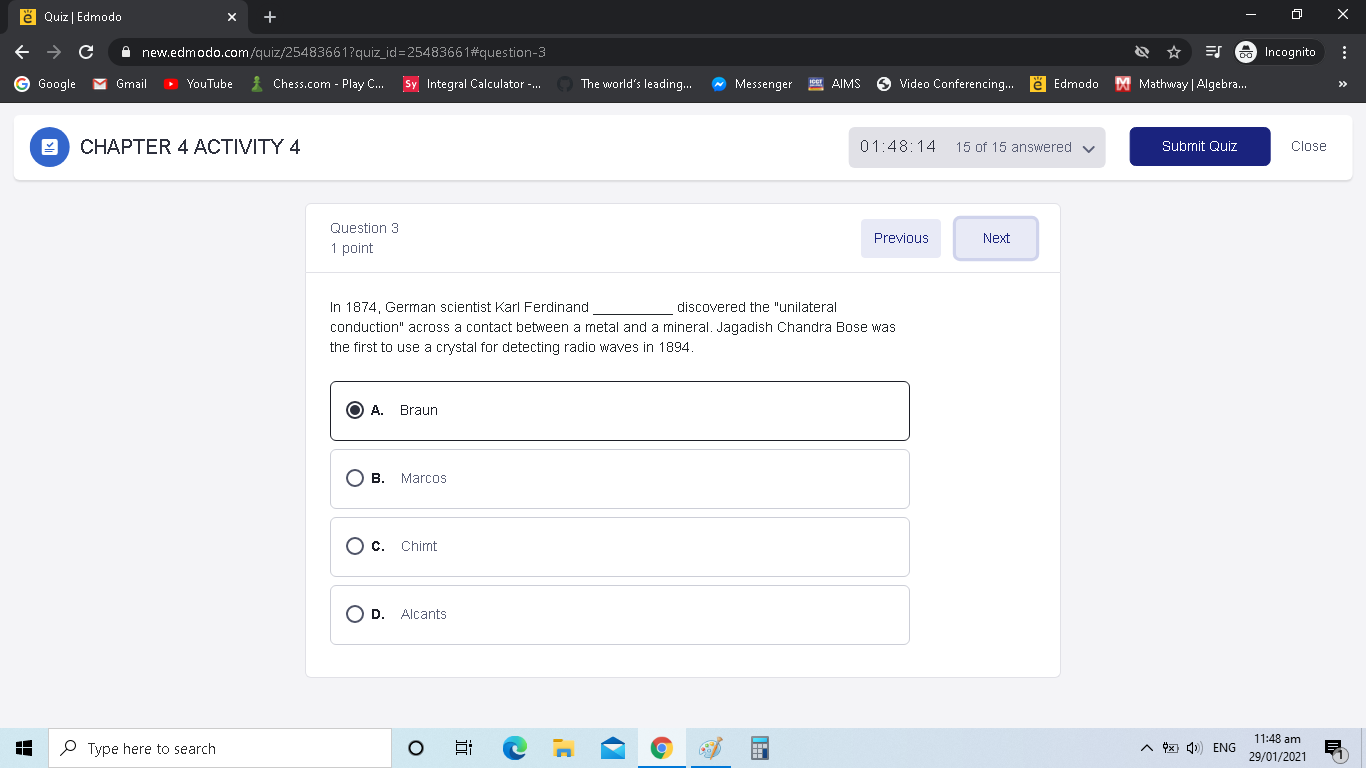 Quiz | Edmodo
new.edmodo.com/quiz/25483661?quiz_id=25483661#question-3
Incognito
Google Gmail YouTube Chess.com - Play C... Integral Calculator -... The world's leading... Messenger AIMS Video Conferencing... Edmodo Mathway | Algebra... »
CHAPTER 4 ACTIVITY 4
01:48:14 15 of 15 answered
Submit Quiz
Close
Question 3
1 point
Previous
Next
In 1874, German scientist Karl Ferdinand __________ discovered the "unilateral
conduction" across a contact between a metal and a mineral. Jagadish Chandra Bose was
the first to use a crystal for detecting radio waves in 1894.
A. Braun
B. Marcos
C. Chimt
D. Alcants
Type here to search
ENG
11:48 am
29/01/2021
1